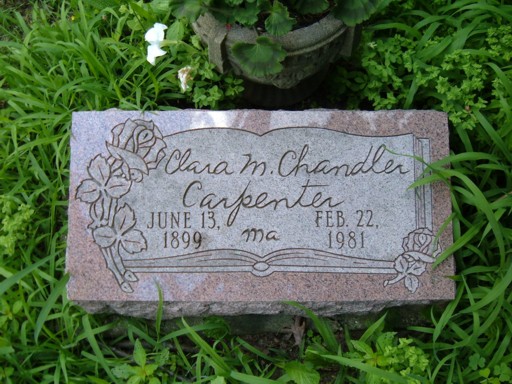 Clara M. Chandler
Carpenter
JUNE 13, FEB. 22,
1899 ma 1981